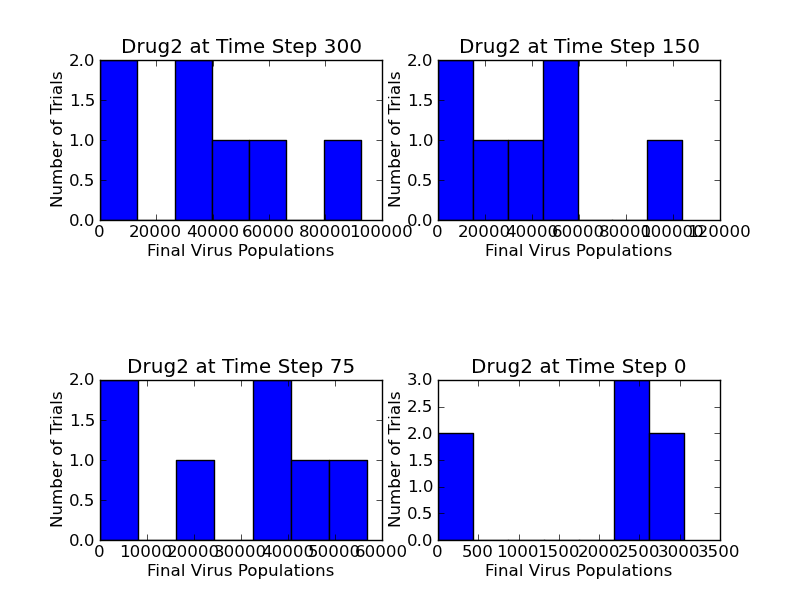 Drug2 at Time Step 300
Number of Trials
2.0
1.5
1.0
0.5
0.0
0 20000 40000 60000 80000 100000
Final Virus Populations
Drug2 at Time Step 150
Number of Trials
2.0
1.5
1.0
0.5
0.0
0 20000 40000 60000 80000 100000 120000
Final Virus Populations
Drug2 at Time Step 75
Number of Trials
2.0
1.5
1.0
0.5
0.0
0 10000 20000 30000 40000 50000 60000
Final Virus Populations
Drug2 at Time Step 0
Number of Trials
3.0
2.5
2.0
1.5
1.0
0.5
0.0
0 500 1000 1500 2000 2500 3000 3500
Final Virus Populations